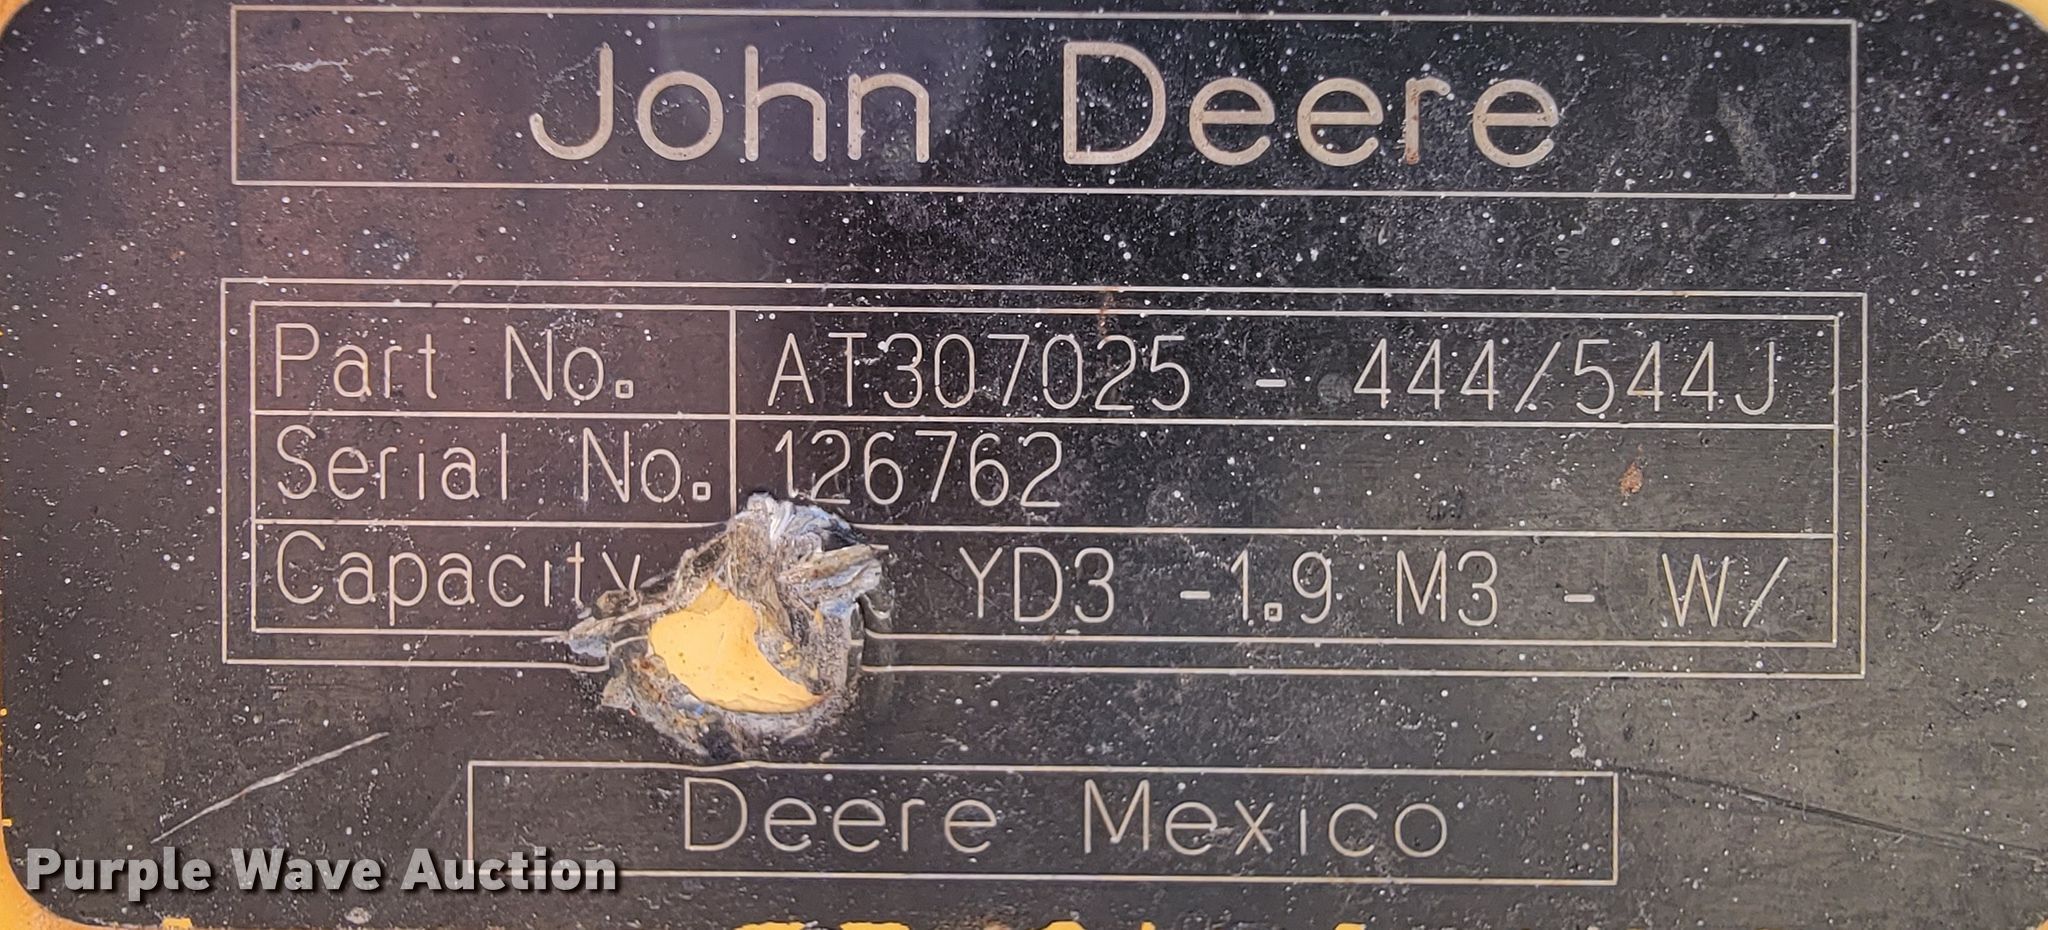 John Deere
Part No. AT307025 - 444/544J
Serial No. 126762
Capacity YD3 -1.9 M3 - W/
Deere Mexico
Purple Wave Auction